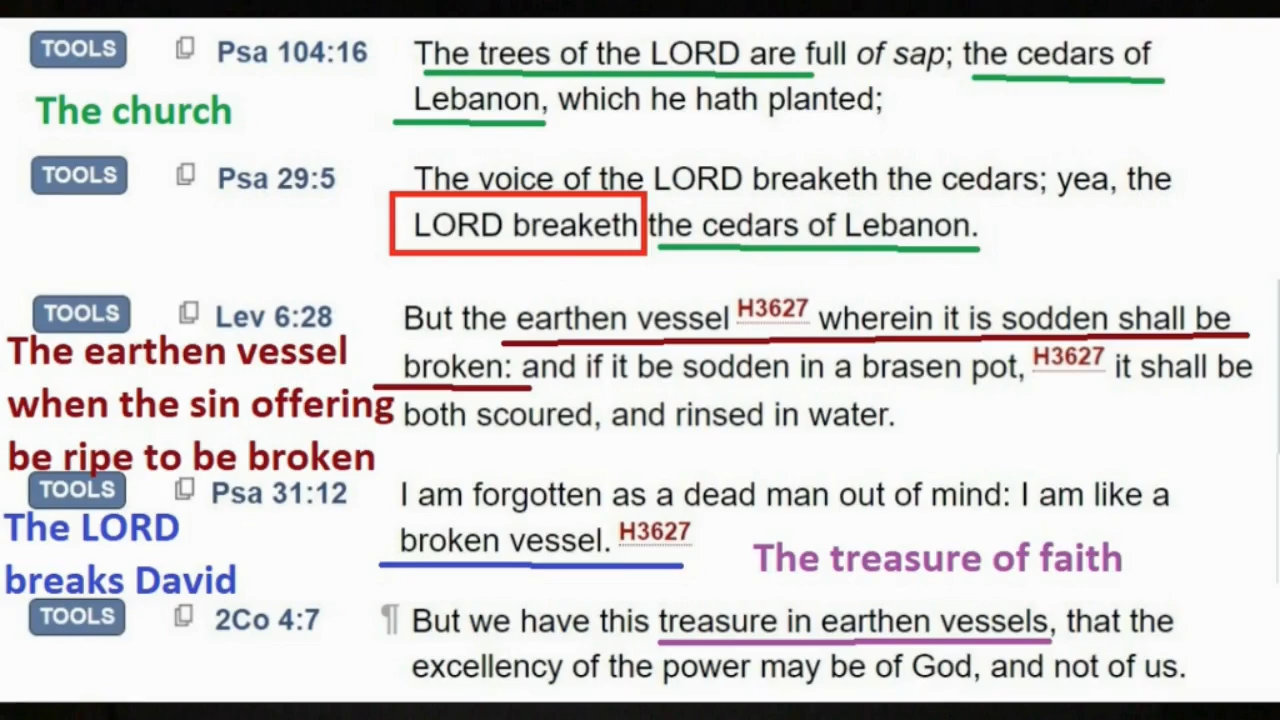 TOOLS Psa 104:16 The trees of the LORD are full of sap; the cedars of
The church Lebanon, which he hath planted;
TOOLS Psa 29:5 The voice of the LORD breaketh the cedars; yea, the
LORD breaketh the cedars of Lebanon.
TOOLS Lev 6:28 But the earthen vessel H3627 wherein it is sodden shall be
The earthen vessel broken: and if it be sodden in a brasen pot, H3627 it shall be
when the sin offering both scoured, and rinsed in water.
be ripe to be broken
TOOLS Psa 31:12 I am forgotten as a dead man out of mind: I am like a
The LORD broken vessel. H3627
The treasure of faith
breaks David
TOOLS 2Co 4:7 ¶ But we have this treasure in earthen vessels, that the
excellency of the power may be of God, and not of us.